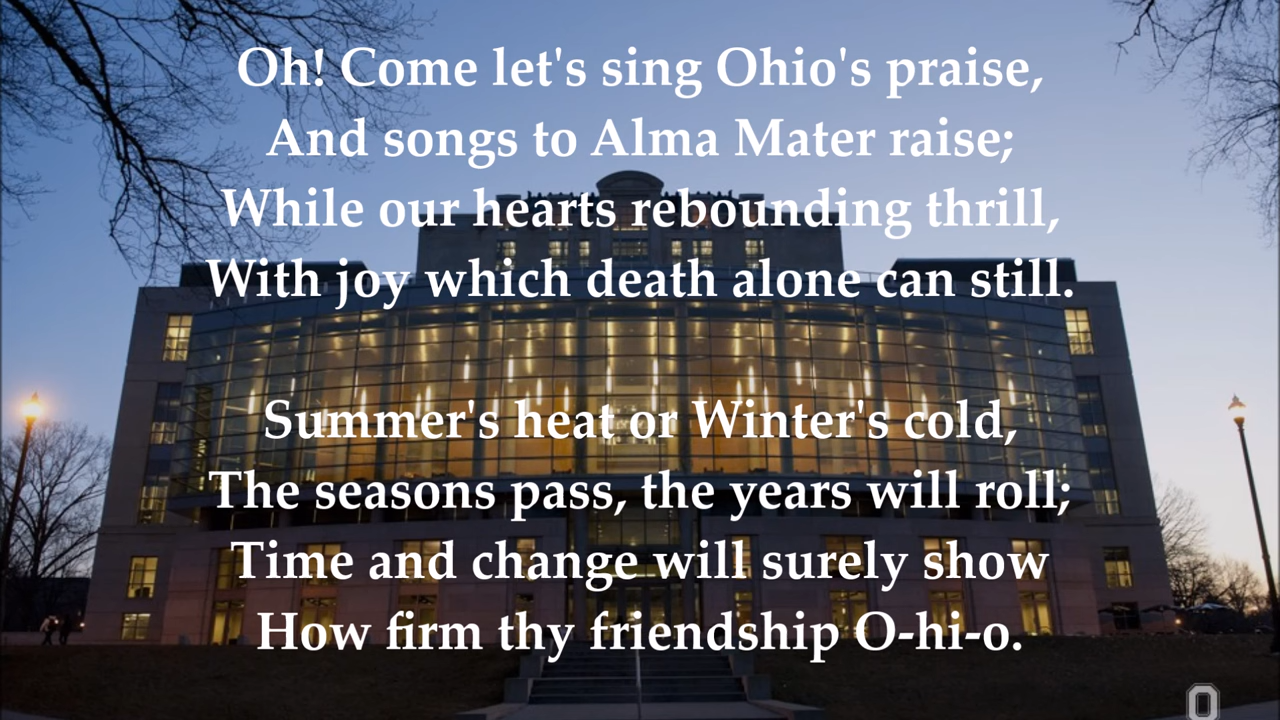 Oh! Come let's sing Ohio's praise,
And songs to Alma Mater raise;
While our hearts rebounding thrill,
With joy which death alone can still.
Summer's heat or Winter's cold,
The seasons pass, the years will roll;
Time and change will surely show
How firm thy friendship O-hi-o.
O